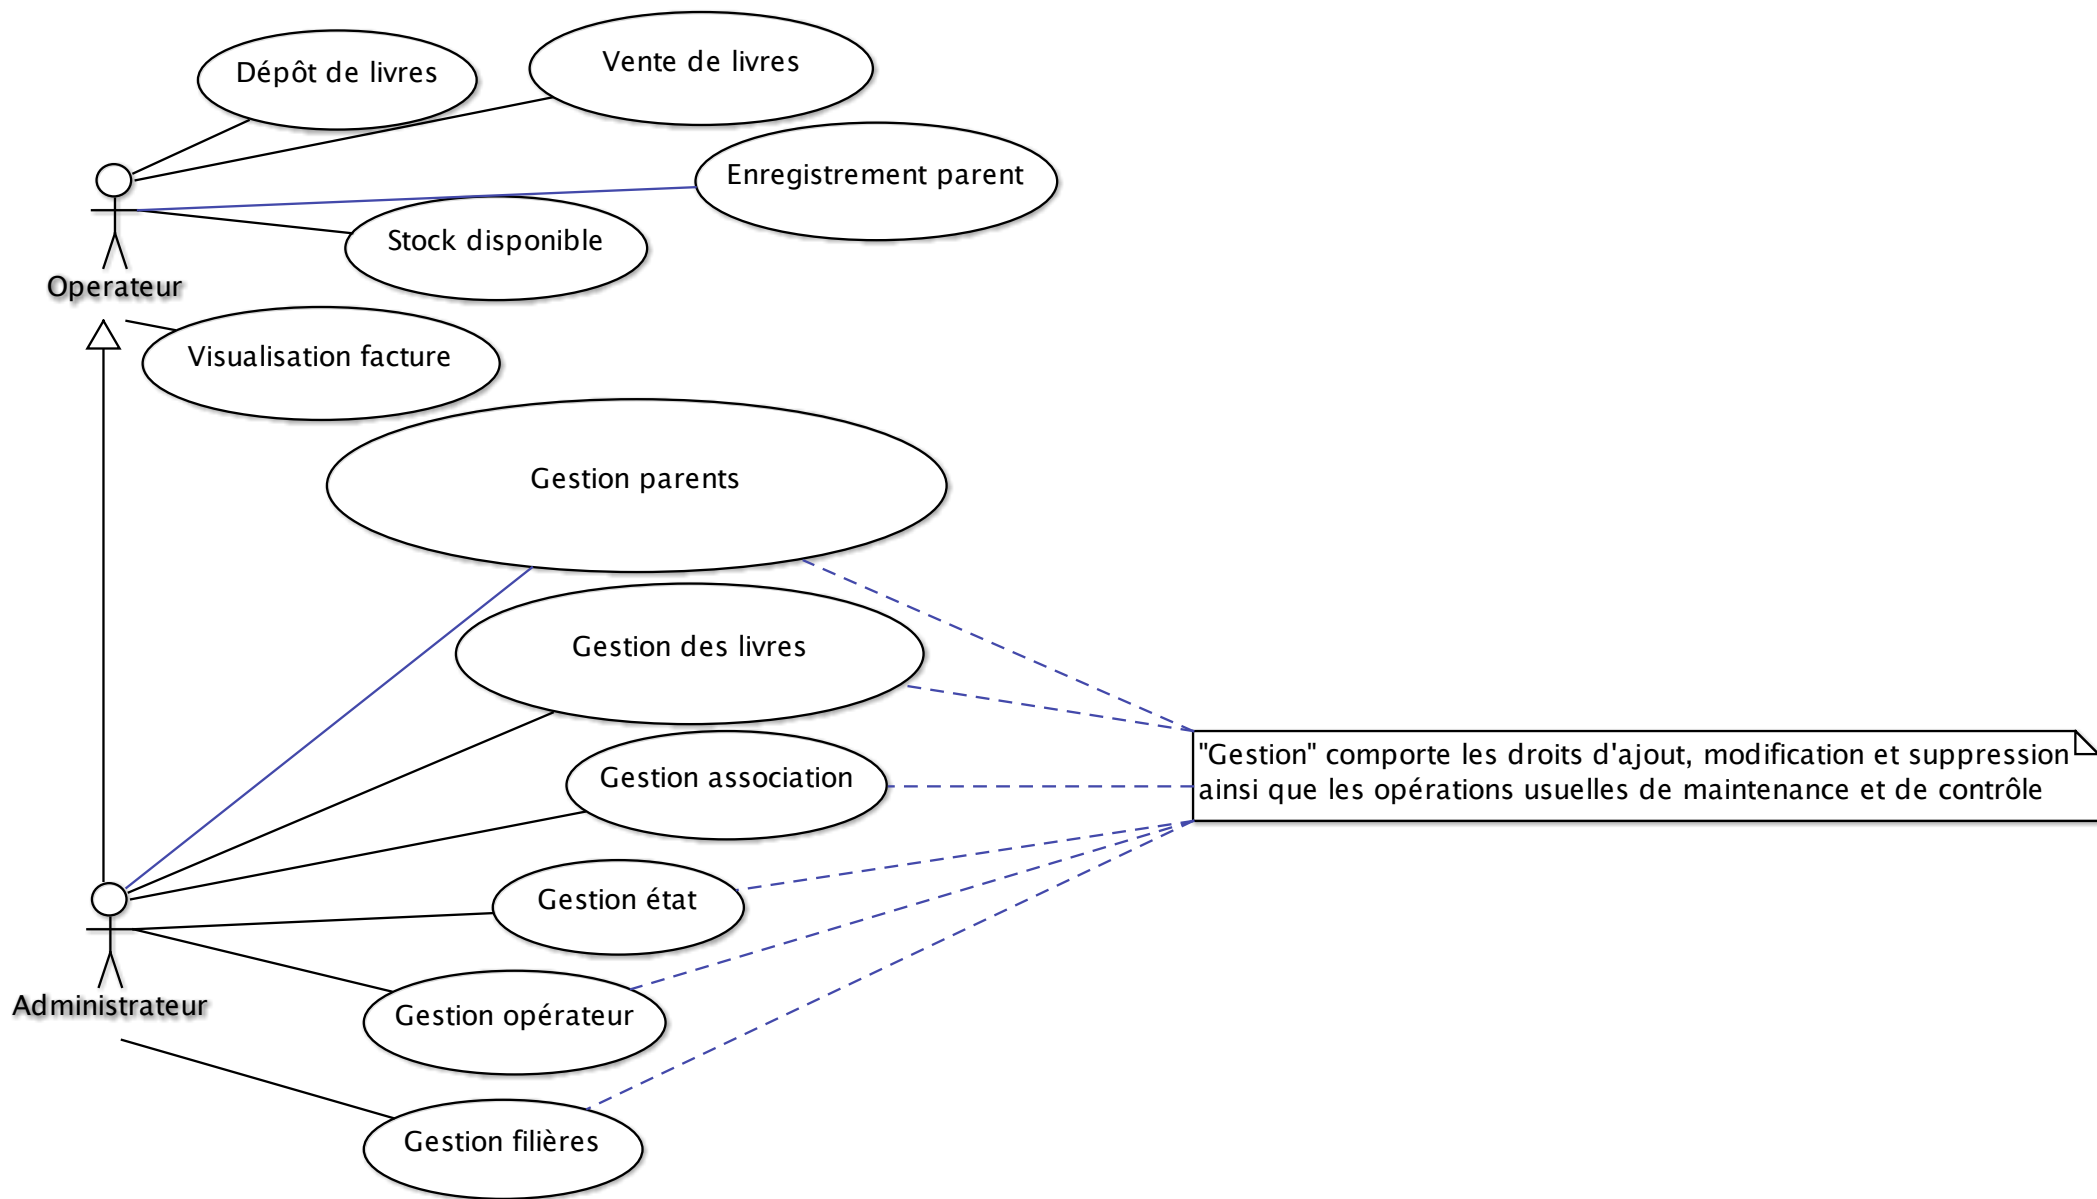 Dépôt de livres
Vente de livres
Enregistrement parent
Stock disponible
Operateur
Visualisation facture
Gestion parents
Gestion des livres
Gestion association
"Gestion" comporte les droits d'ajout, modification et suppression
ainsi que les opérations usuelles de maintenance et de contrôle
Gestion état
Administrateur
Gestion opérateur
Gestion filières